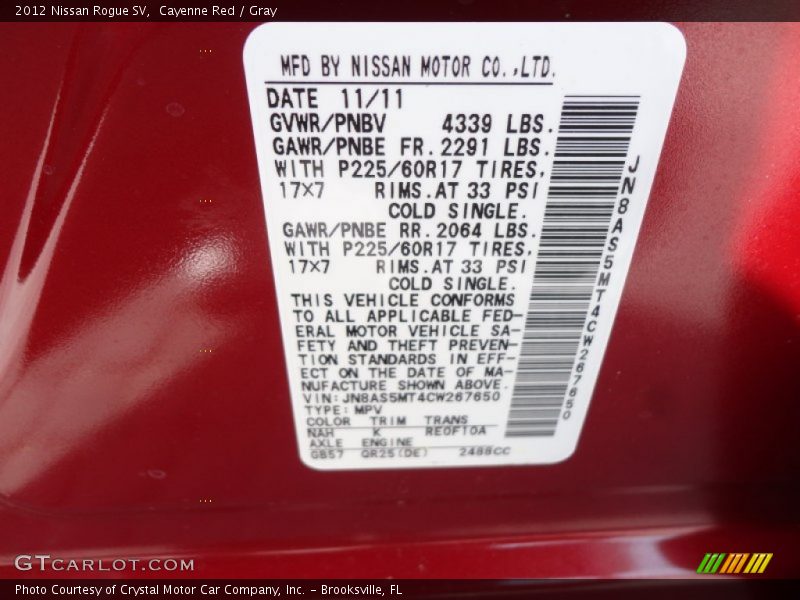 2012 Nissan Rogue SV,  Cayenne Red / Gray
MFD BY NISSAN MOTOR CO.,LTD.
DATE 11/11
GVWR/PNBV 4339 LBS.
GAWR/PNBE FR. 2291 LBS.
WITH P225/60R17 TIRES,
17X7 RIMS. AT 33 PSI
COLD SINGLE.
GAWR/PNBE RR. 2064 LBS.
WITH P225/60R17 TIRES,
17X7 RIMS. AT 33 PSI
COLD SINGLE.
THIS VEHICLE CONFORMS
TO ALL APPLICABLE FED-
ERAL MOTOR VEHICLE SA-
FETY AND THEFT PREVEN-
TION STANDARDS IN EFF-
ECT ON THE DATE OF MA-
NUFACTURE SHOWN ABOVE.
VIN:JN8AS5MT4CW267650
TYPE: MPV
COLOR TRIM TRANS
NAH K RE0F10A
AXLE ENGINE
GB57 QR25(DE) 2488CC
JN8AS5MT4CW267650
GTCARLOT.COM
Photo Courtesy of Crystal Motor Car Company, Inc. – Brooksville, FL